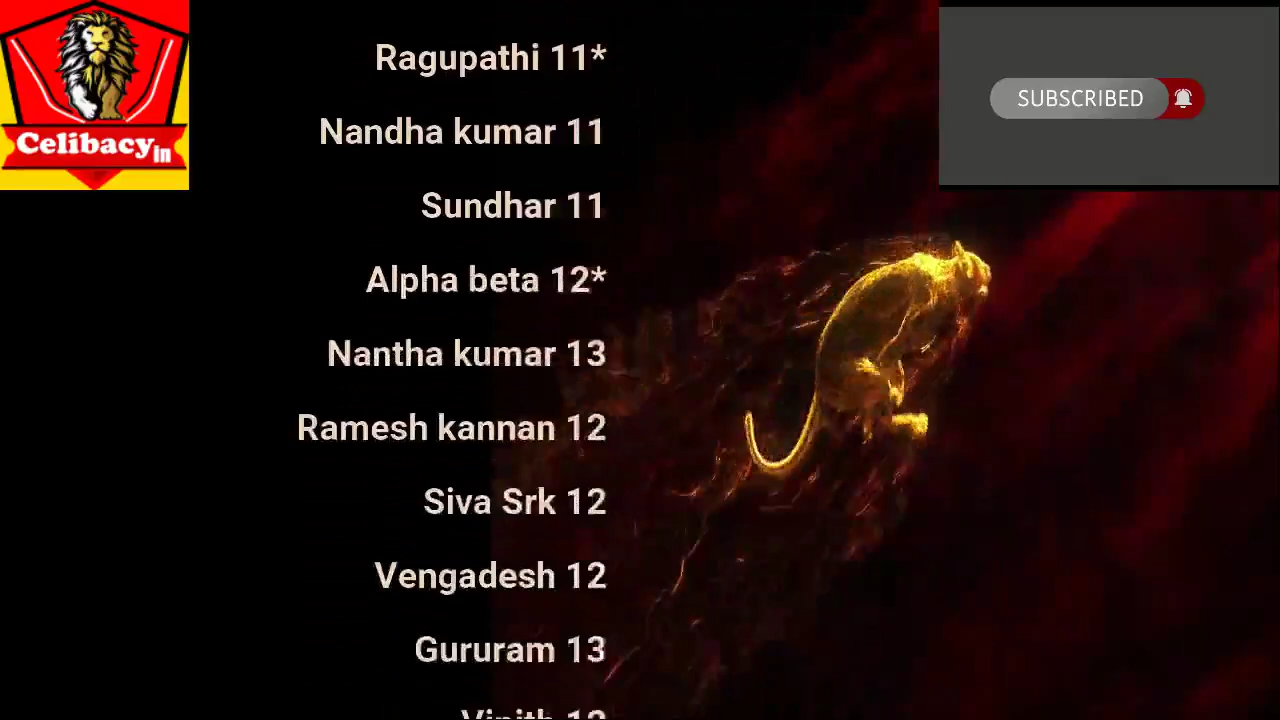 Celibacy In
Ragupathi 11*
Nandha kumar 11
Sundhar 11
Alpha beta 12*
Nantha kumar 13
Ramesh kannan 12
Siva Srk 12
Vengadesh 12
Gururam 13
SUBSCRIBED